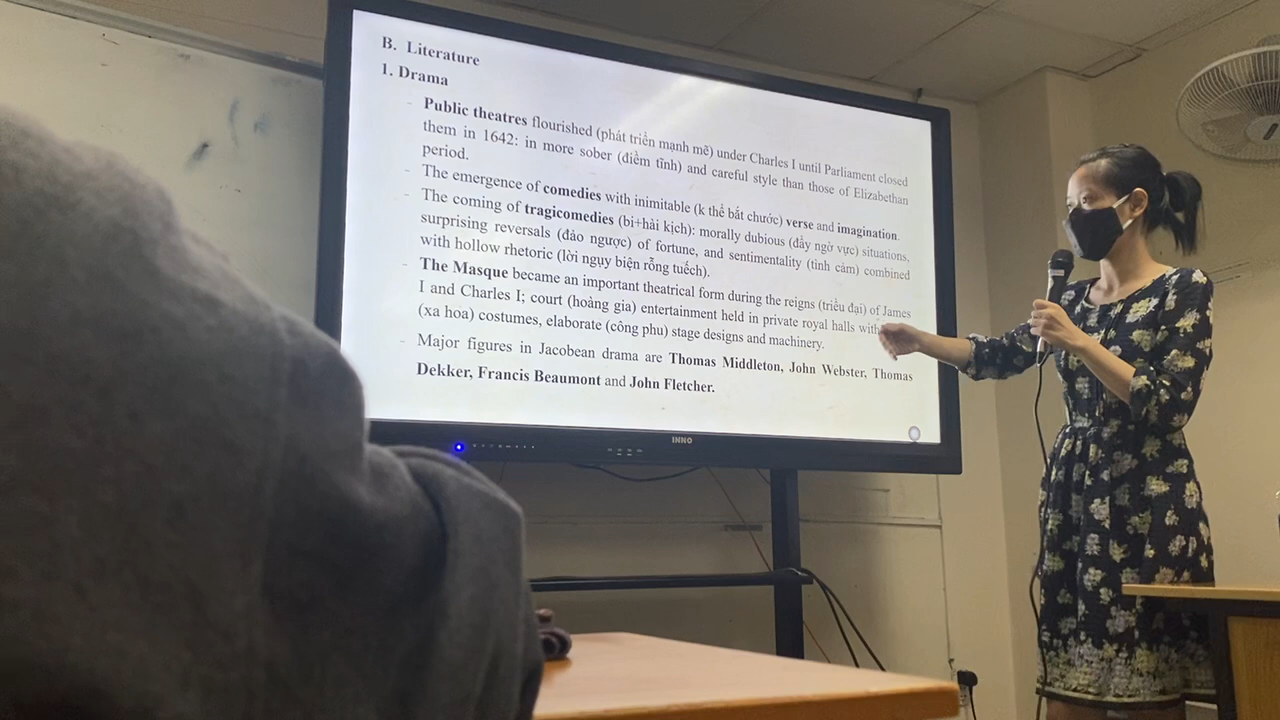 B. Literature
1. Drama
- Public theatres flourished (phát triển mạnh mẽ) under Charles I until Parliament closed
them in 1642: in more sober (điềm tĩnh) and careful style than those of Elizabethan
period.
- The emergence of comedies with inimitable (k thể bắt chước) verse and imagination.
- The coming of tragicomedies (bi+hài kịch): morally dubious (đầy ngờ vực) situations,
surprising reversals (đảo ngược) of fortune, and sentimentality (tình cảm) combined
with hollow rhetoric (lời ngụy biện rỗng tuếch).
- The Masque became an important theatrical form during the reigns (triều đại) of James
I and Charles I; court (hoàng gia) entertainment held in private royal halls with
(xa hoa) costumes, elaborate (công phu) stage designs and machinery.
- Major figures in Jacobean drama are Thomas Middleton, John Webster, Thomas
Dekker, Francis Beaumont and John Fletcher.
INNO